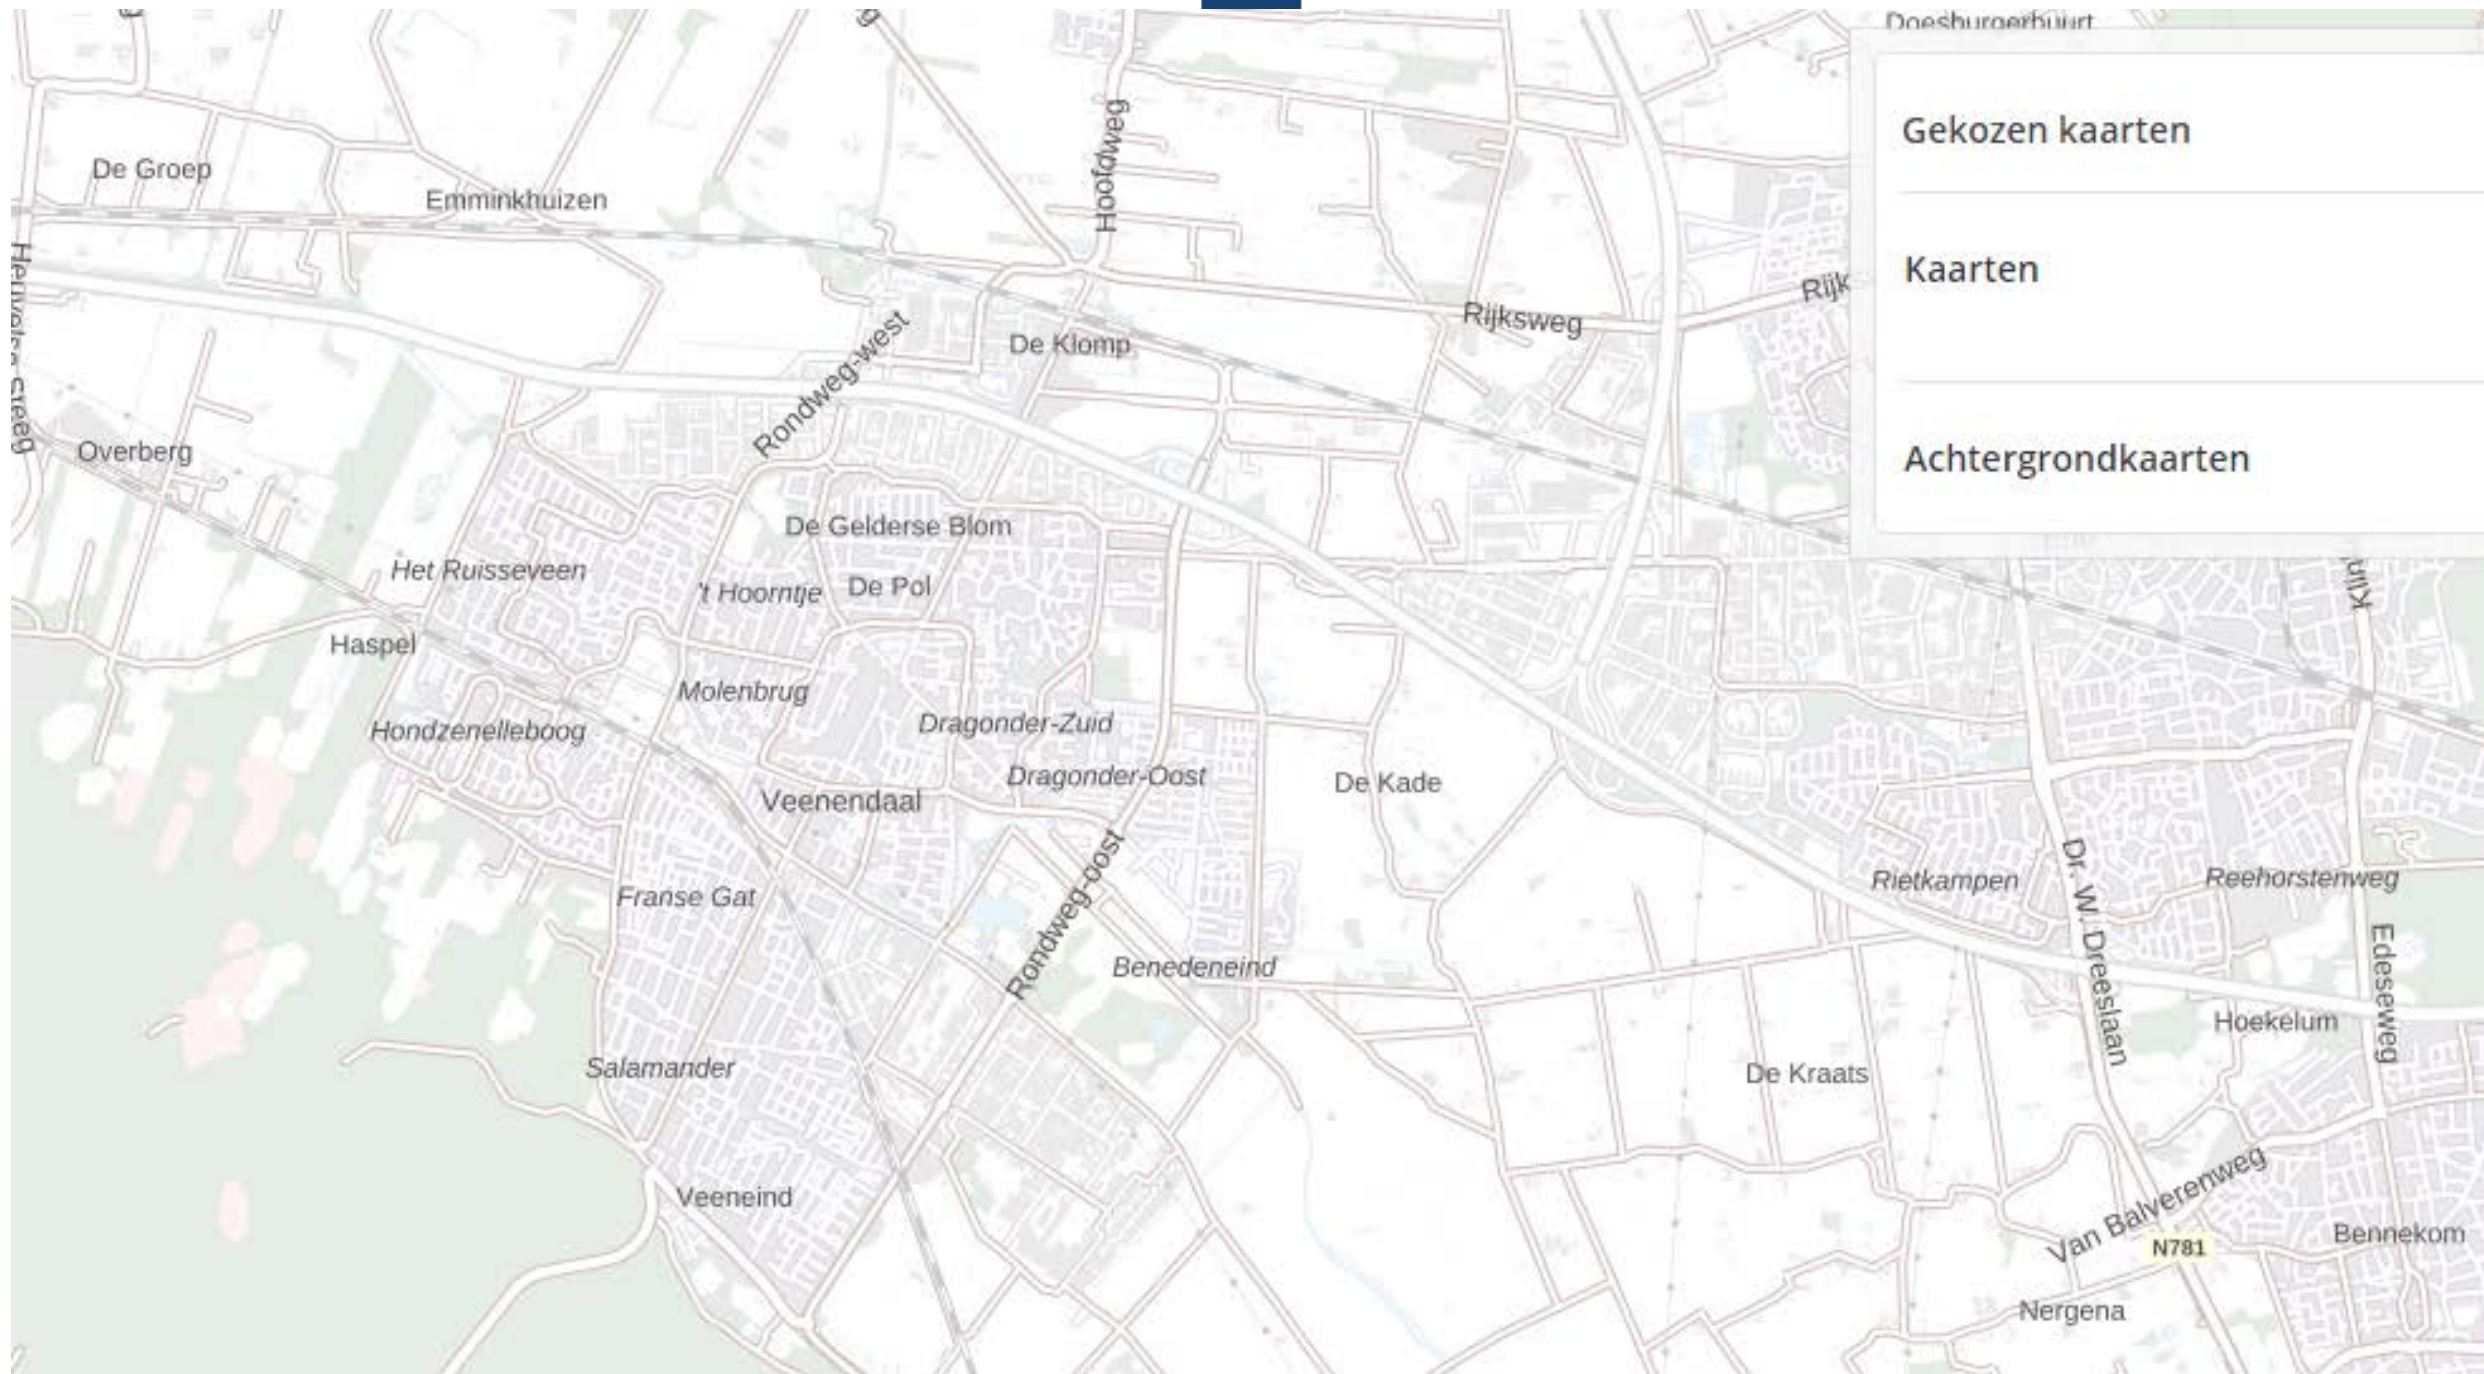 Doesburgerbuurt
Gekozen kaarten
De Groep
Emminkhuizen
Hoofdweg
Kaarten
Rijksweg
De Klomp
Rondweg-west
Overberg
Achtergrondkaarten
De Gelderse Blom
Het Ruisseveen
't Hoorntje
De Pol
Haspel
Molenbrug
Hondzenelleboog
Dragonder-Zuid
Dragonder-Oost
De Kade
Veenendaal
Rondweg-oost
Franse Gat
Rietkampen
Dr. W. Dreeslaan
Reehorstenweg
Edeseweg
Benedeneind
Hoekelum
Salamander
De Kraats
Veeneind
Van Balverenweg
N781
Bennekom
Nergena